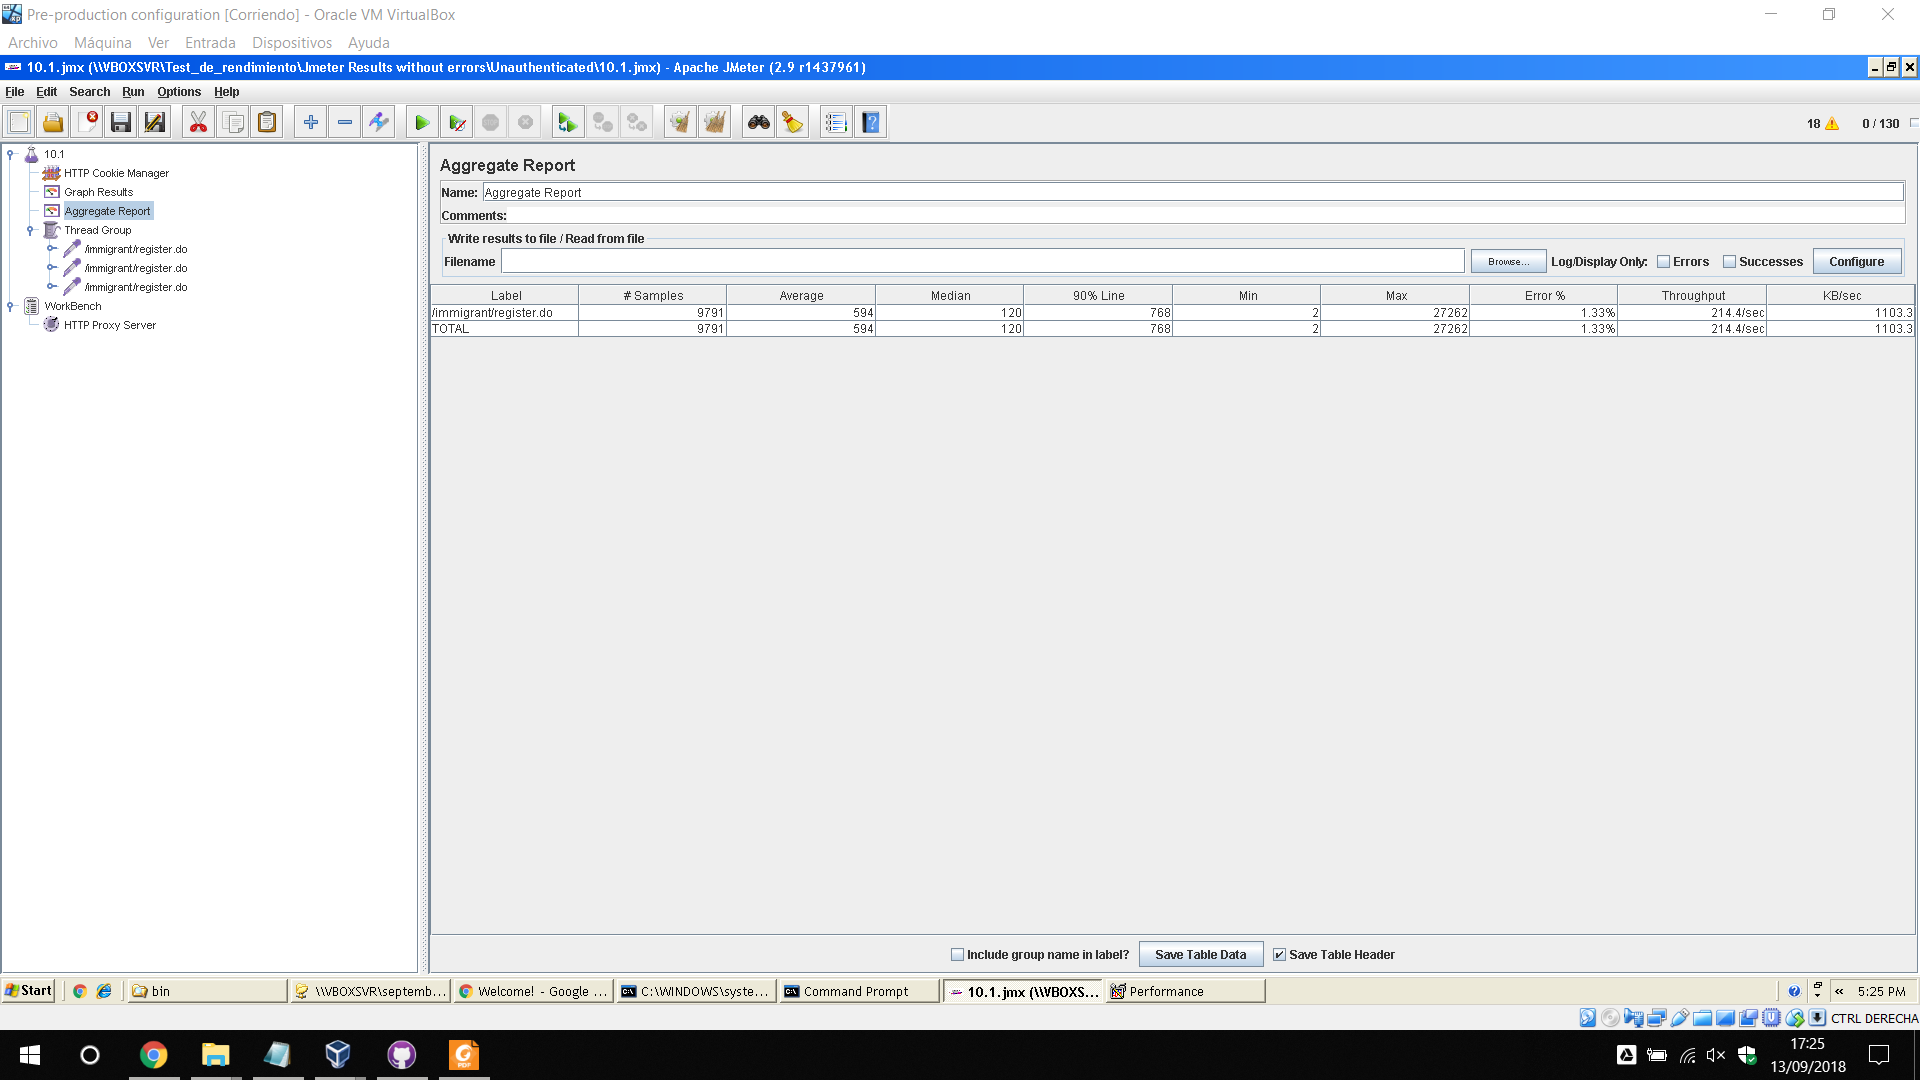 Pre-production configuration [Corriendo] - Oracle VM VirtualBox
Archivo Máquina Ver Entrada Dispositivos Ayuda
10.1.jmx (\\VBOXSVR\Test_de_rendimiento\Jmeter Results without errors\Unauthenticated\10.1.jmx) - Apache JMeter (2.9 r1437961)
File Edit Search Run Options Help
18 0 / 130
10.1
HTTP Cookie Manager
Graph Results
Aggregate Report
Thread Group
/immigrant/register.do
/immigrant/register.do
/immigrant/register.do
WorkBench
HTTP Proxy Server
Aggregate Report
Name: Aggregate Report
Comments:
Write results to file / Read from file
Filename Browse... Log/Display Only: Errors Successes Configure
Label # Samples Average Median 90% Line Min Max Error % Throughput KB/sec
/immigrant/register.do 9791 594 120 768 2 27262 1.33% 214.4/sec 1103.3
TOTAL 9791 594 120 768 2 27262 1.33% 214.4/sec 1103.3
Include group name in label? Save Table Data Save Table Header
Start bin \\VBOXSVR\septemb... Welcome! - Google ... C:\WINDOWS\syste... Command Prompt 10.1.jmx (\\VBOXS... Performance « 5:25 PM
CTRL DERECHA
17:25
13/09/2018